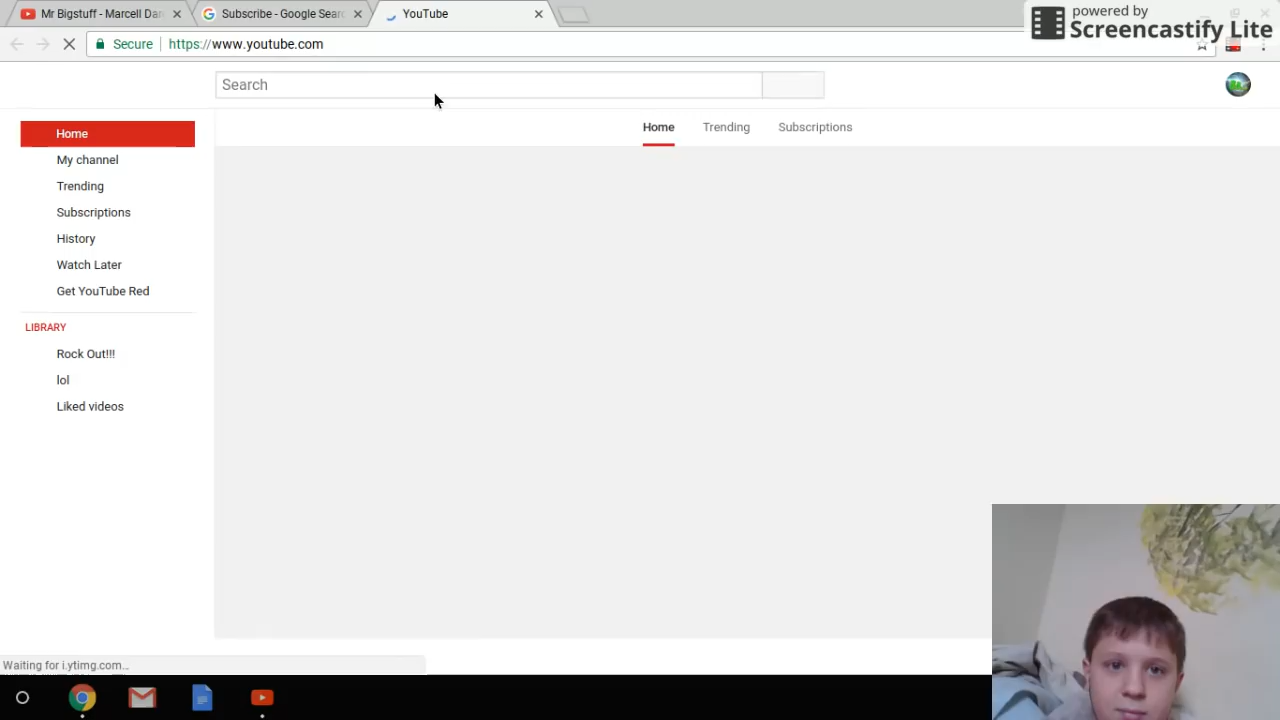 Mr Bigstuff - Marcell Dar
Subscribe - Google Sear
YouTube
powered by
Screencastify Lite
Secure
https://www.youtube.com
Search
Home
Trending
Subscriptions
Home
My channel
Trending
Subscriptions
History
Watch Later
Get YouTube Red
LIBRARY
Rock Out!!!
lol
Liked videos
Waiting for i.ytimg.com...